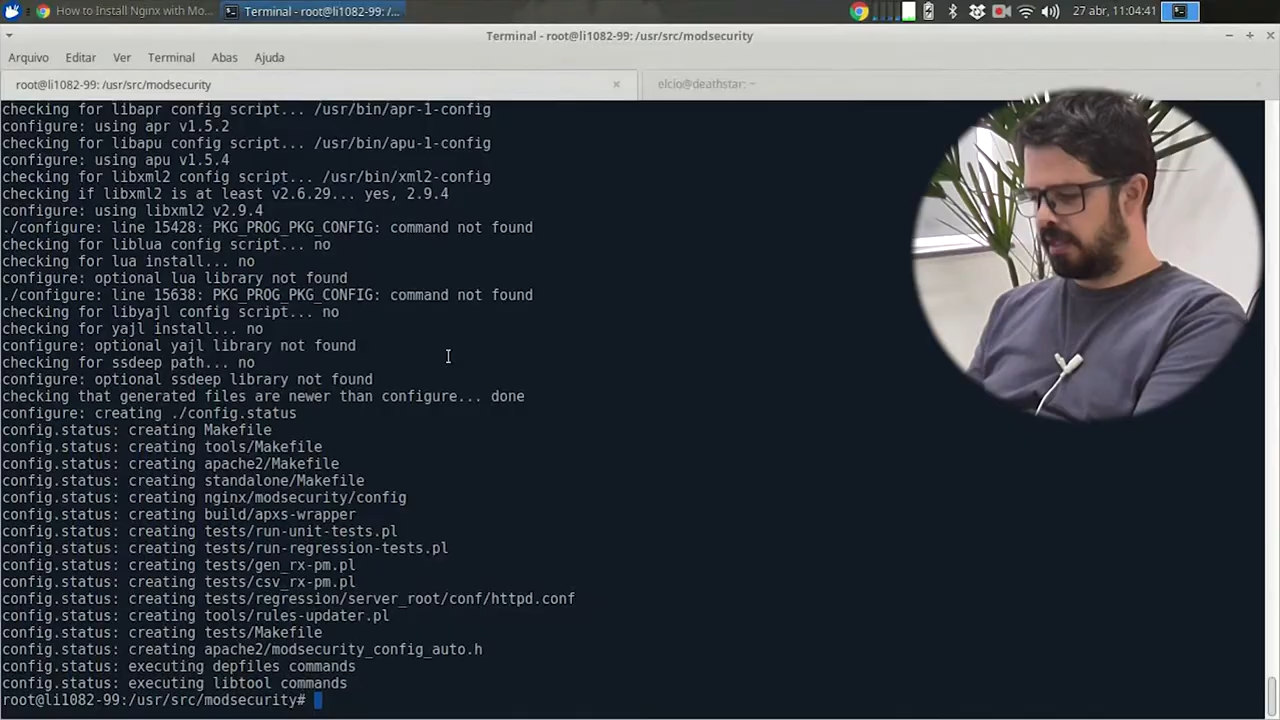 How to Install Nginx with Mo...
Terminal - root@li1082-99: /...
27 abr, 11:04:41
Terminal - root@li1082-99: /usr/src/modsecurity
Arquivo Editar Ver Terminal Abas Ajuda
root@li1082-99: /usr/src/modsecurity
elcio@deathstar: ~
checking for libapr config script... /usr/bin/apr-1-config
configure: using apr v1.5.2
checking for libapu config script... /usr/bin/apu-1-config
configure: using apu v1.5.4
checking for libxml2 config script... /usr/bin/xml2-config
checking if libxml2 is at least v2.6.29... yes, 2.9.4
configure: using libxml2 v2.9.4
./configure: line 15428: PKG_PROG_PKG_CONFIG: command not found
checking for liblua config script... no
checking for lua install... no
configure: optional lua library not found
./configure: line 15638: PKG_PROG_PKG_CONFIG: command not found
checking for libyajl config script... no
checking for yajl install... no
configure: optional yajl library not found
checking for ssdeep path... no
configure: optional ssdeep library not found
checking that generated files are newer than configure... done
configure: creating ./config.status
config.status: creating Makefile
config.status: creating tools/Makefile
config.status: creating apache2/Makefile
config.status: creating standalone/Makefile
config.status: creating nginx/modsecurity/config
config.status: creating build/apxs-wrapper
config.status: creating tests/run-unit-tests.pl
config.status: creating tests/run-regression-tests.pl
config.status: creating tests/gen_rx-pm.pl
config.status: creating tests/csv_rx-pm.pl
config.status: creating tests/regression/server_root/conf/httpd.conf
config.status: creating tools/rules-updater.pl
config.status: creating tests/Makefile
config.status: creating apache2/modsecurity_config_auto.h
config.status: executing depfiles commands
config.status: executing libtool commands
root@li1082-99:/usr/src/modsecurity#